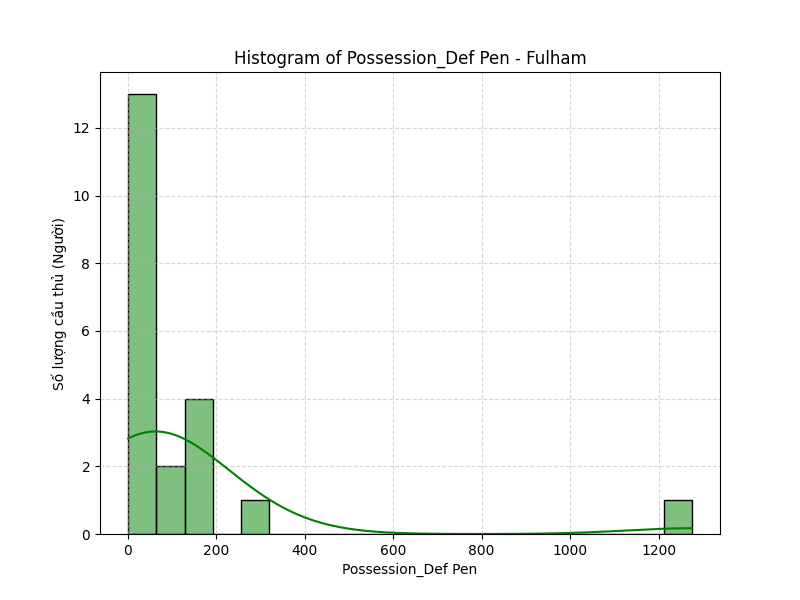 Histogram of Possession_Def Pen - Fulham
Số lượng cầu thủ (Người)
12
10
8
6
4
2
0
0 200 400 600 800 1000 1200
Possession_Def Pen